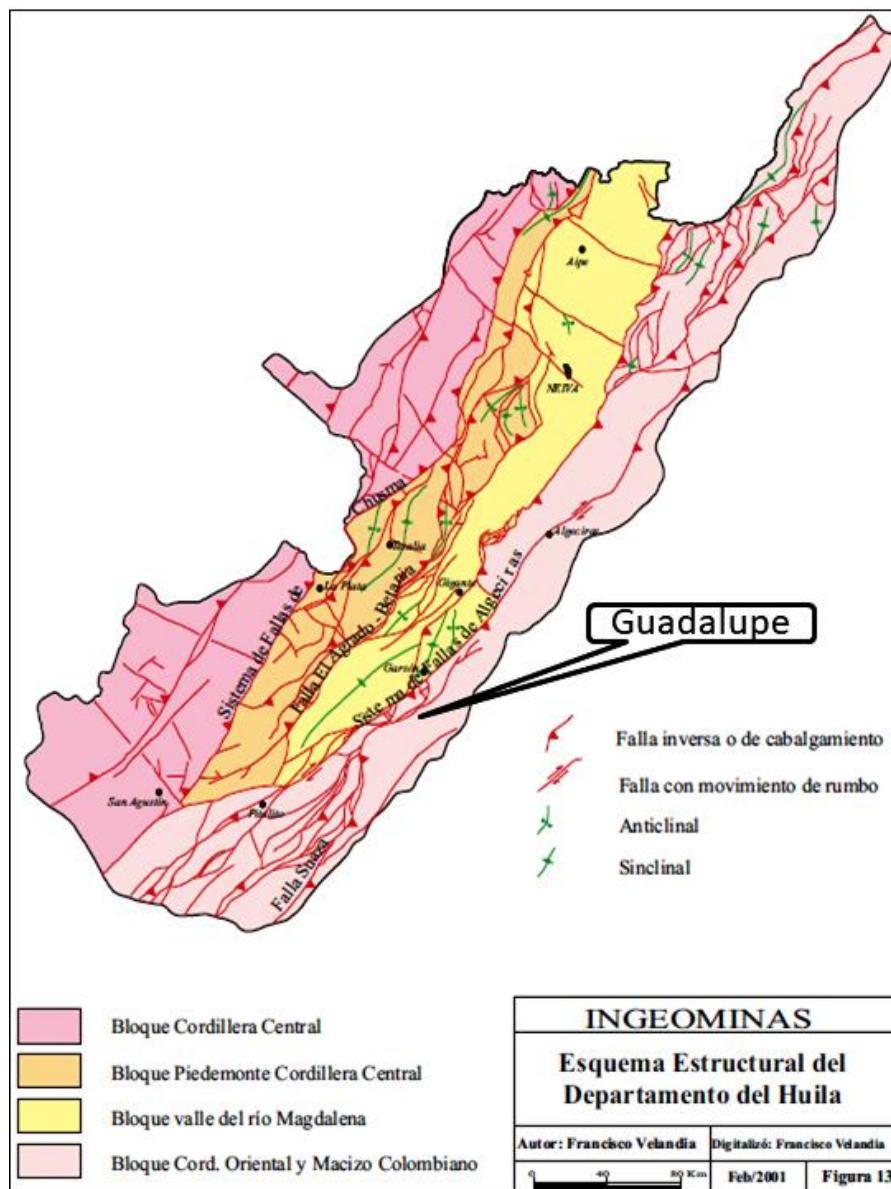 Aipe
NEIVA
Chusma
Algeciras
Tesalia
La Plata
Gigante
Guadalupe
Sistema de Fallas de
Falla El Agrado - Betania
Sistema de Fallas de Algeciras
Garzón
San Agustín
Pitalito
Falla Suaza
Falla inversa o de cabalgamiento
Falla con movimiento de rumbo
Anticlinal
Sinclinal
Bloque Cordillera Central
Bloque Piedemonte Cordillera Central
Bloque valle del río Magdalena
Bloque Cord. Oriental y Macizo Colombiano
INGEOMINAS
Esquema Estructural del
Departamento del Huila
Autor: Francisco Velandia
Digitalizó: Francisco Velandia
0 40 80 Km
Feb/2001
Figura 13